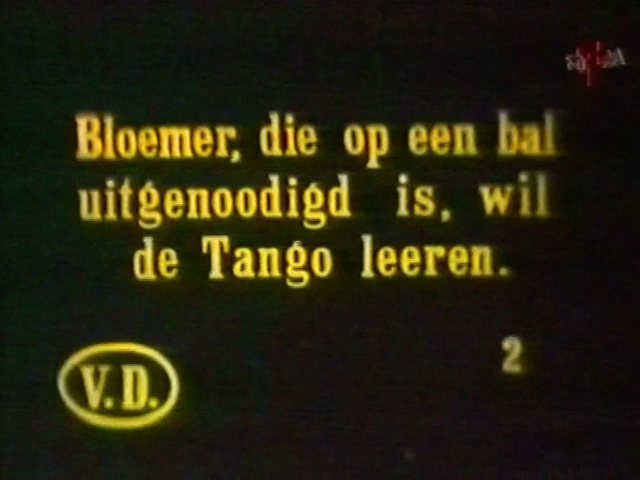 Bloemer, die op een bal
uitgenoodigd is, wil
de Tango leeren.
V.D.
2